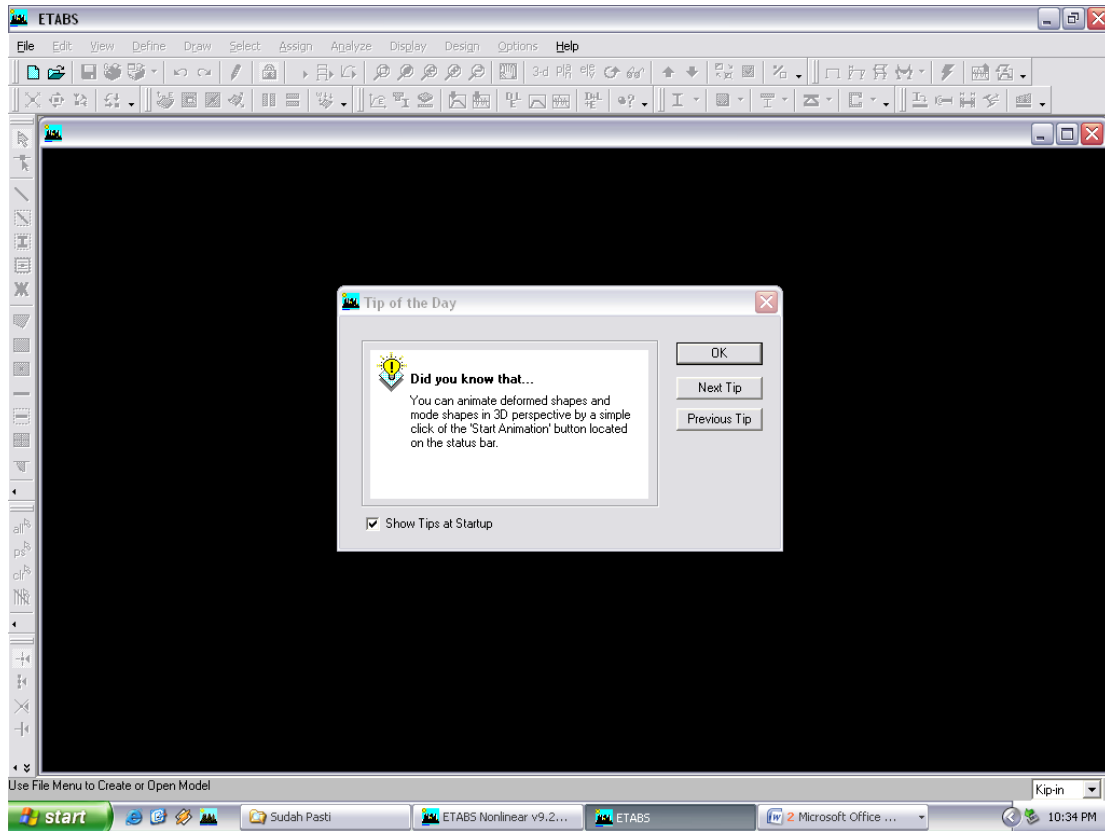 ETABS
File Edit View Define Draw Select Assign Analyze Display Design Options Help
3-d
Tip of the Day
Did you know that...
You can animate deformed shapes and
mode shapes in 3D perspective by a simple
click of the 'Start Animation' button located
on the status bar.
OK
Next Tip
Previous Tip
Show Tips at Startup
all
ps
clr
Use File Menu to Create or Open Model
Kip-in
start
Sudah Pasti
ETABS Nonlinear v9.2...
ETABS
2 Microsoft Office ...
10:34 PM